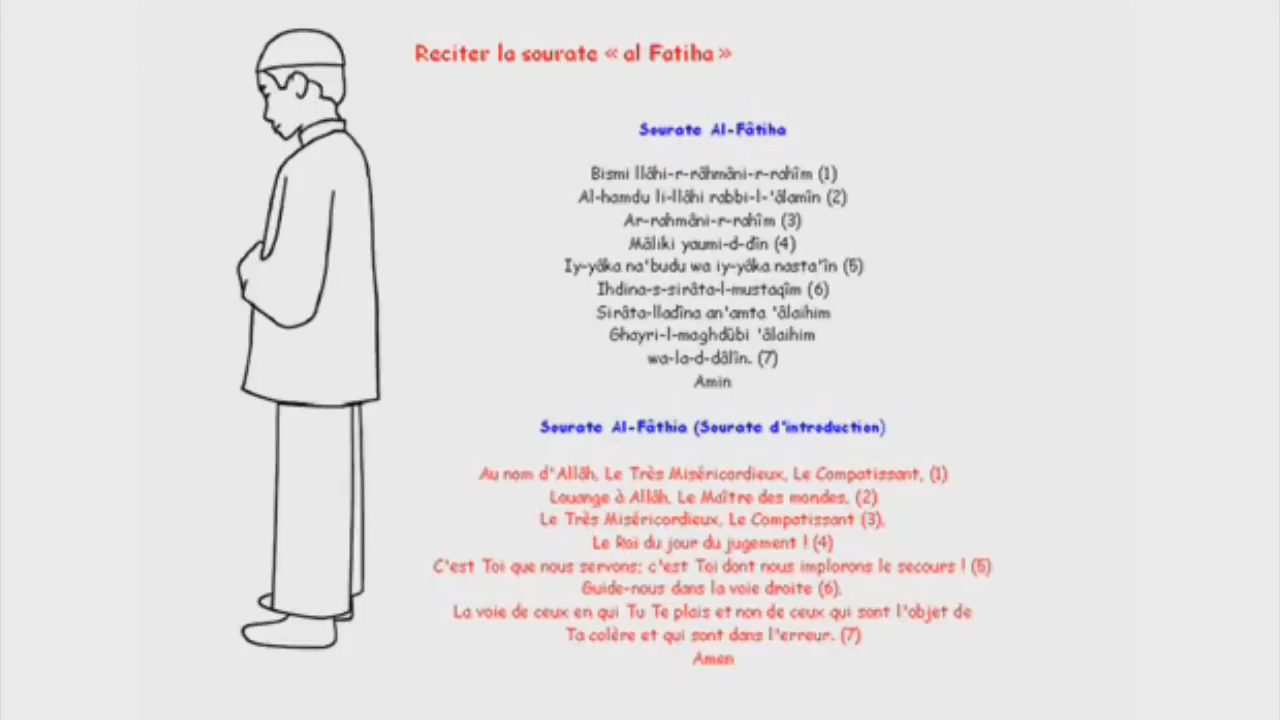 Reciter la sourate « al Fatiha »
Sourate Al-Fâtiha
Bismi llâhi-r-râhmâni-r-rahîm (1)
Al-hamdu li-llâhi rabbi-l-'âlamîn (2)
Ar-rahmâni-r-rahîm (3)
Mâliki yaumi-d-dîn (4)
Iy-yâka na'budu wa iy-yâka nasta'în (5)
Ihdina-s-sirâta-l-mustaqîm (6)
Sirâta-lladîna an'amta 'âlaihim
Ghayri-l-maghdûbi 'âlaihim
wa-la-d-dâlîn. (7)
Amin
Sourate Al-Fâthia (Sourate d'introduction)
Au nom d'Allâh, Le Très Miséricordieux, Le Compatissant, (1)
Louange à Allâh, Le Maître des mondes, (2)
Le Très Miséricordieux, Le Compatissant (3),
Le Roi du jour du jugement ! (4)
C'est Toi que nous servons; c'est Toi dont nous implorons le secours ! (5)
Guide-nous dans la voie droite (6),
La voie de ceux en qui Tu Te plais et non de ceux qui sont l'objet de
Ta colère et qui sont dans l'erreur. (7)
Amen